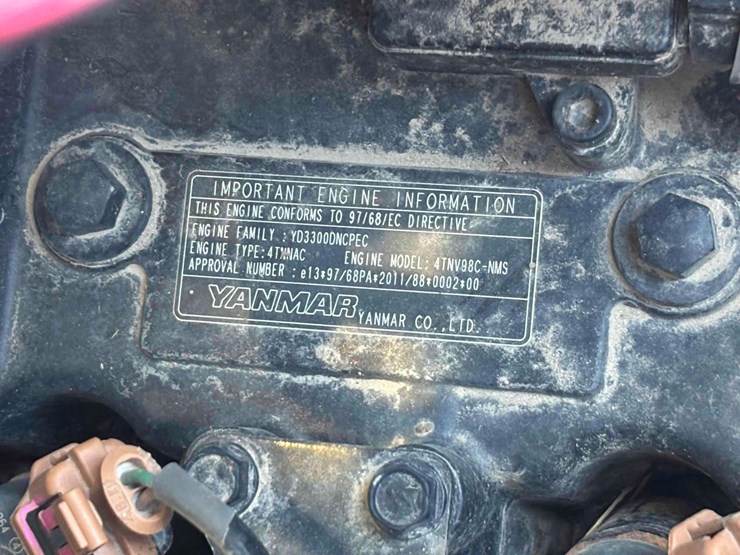 IMPORTANT ENGINE INFORMATION
THIS ENGINE CONFORMS TO 97/68/EC DIRECTIVE
ENGINE FAMILY : YD3300DNCPEC
ENGINE TYPE:4TNNAC ENGINE MODEL: 4TNV98C-NMS
APPROVAL NUMBER : e13*97/68PA*2011/88*0002*00
YANMAR YANMAR CO.,LTD.